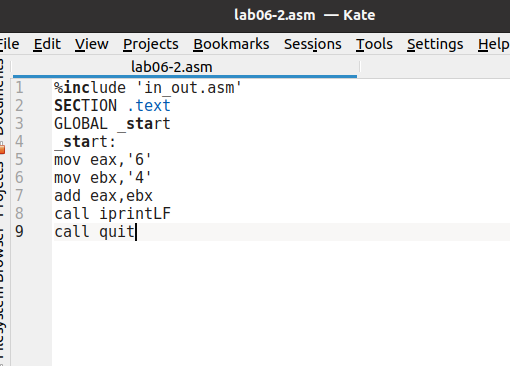 lab06-2.asm — Kate
File Edit View Projects Bookmarks Sessions Tools Settings Help
lab06-2.asm
1 %include 'in_out.asm'
2 SECTION .text
3 GLOBAL _start
4 _start:
5 mov eax,'6'
6 mov ebx,'4'
7 add eax,ebx
8 call iprintLF
9 call quit
Documents
Projects
Filesystem Browser